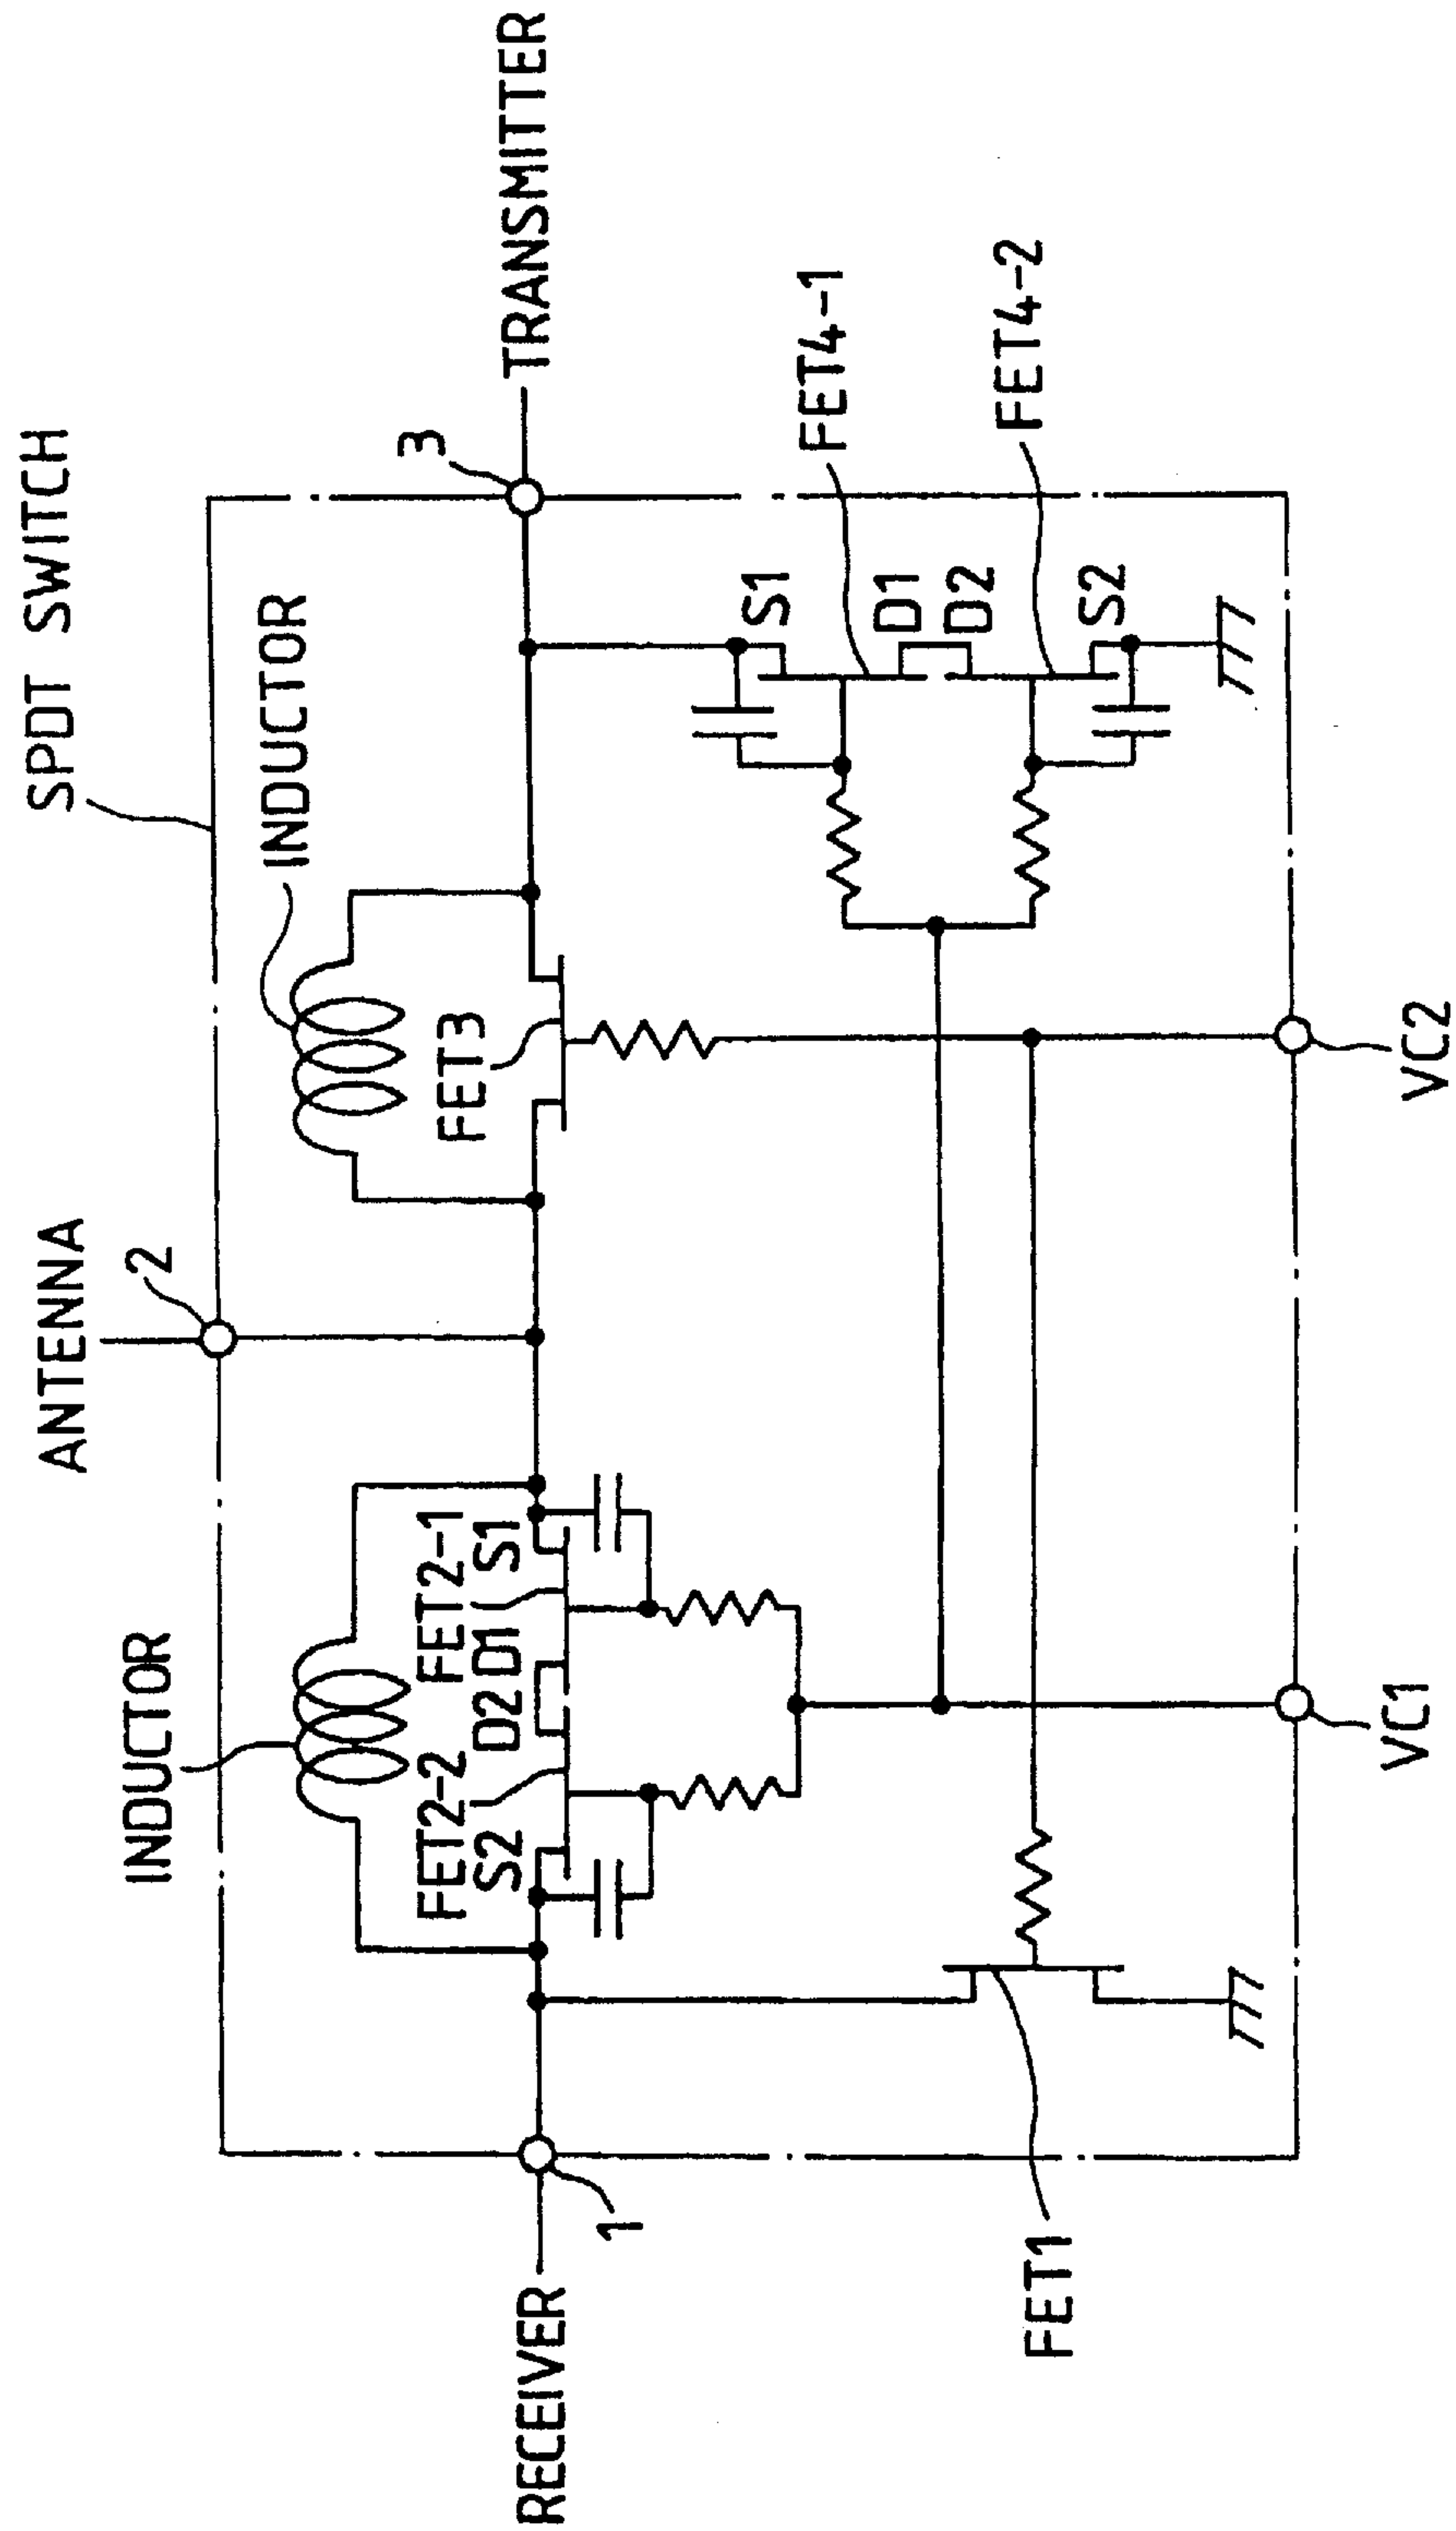 SPDT SWITCH
ANTENNA
2
INDUCTOR
INDUCTOR
FET2-2
FET2-1
S2
D2
D1
S1
FET3
RECEIVER
1
3
TRANSMITTER
S1
D1
D2
S2
FET4-1
FET4-2
FET1
VC1
VC2